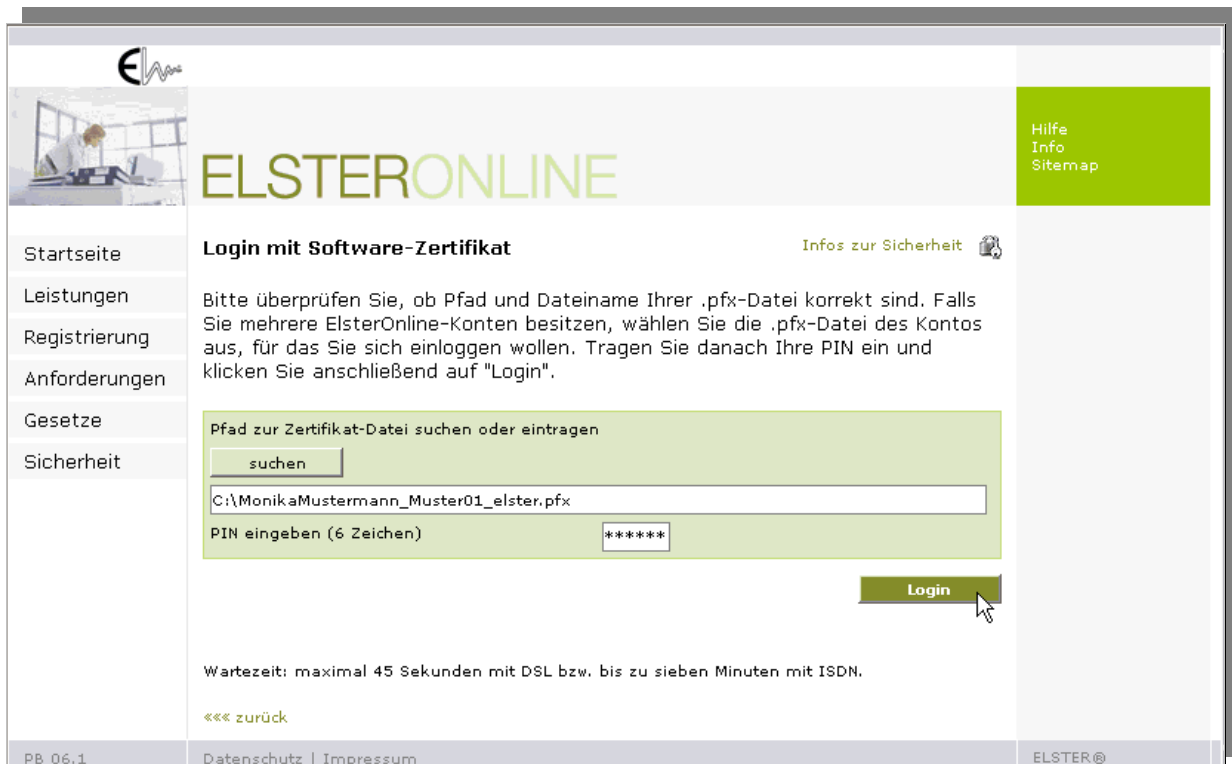 Hilfe
Info
Sitemap
ELSTERONLINE
Startseite
Leistungen
Registrierung
Anforderungen
Gesetze
Sicherheit
Login mit Software-Zertifikat
Infos zur Sicherheit
Bitte überprüfen Sie, ob Pfad und Dateiname Ihrer .pfx-Datei korrekt sind. Falls
Sie mehrere ElsterOnline-Konten besitzen, wählen Sie die .pfx-Datei des Kontos
aus, für das Sie sich einloggen wollen. Tragen Sie danach Ihre PIN ein und
klicken Sie anschließend auf "Login".
Pfad zur Zertifikat-Datei suchen oder eintragen
suchen
C:\MonikaMustermann_Muster01_elster.pfx
PIN eingeben (6 Zeichen) ******
Login
Wartezeit: maximal 45 Sekunden mit DSL bzw. bis zu sieben Minuten mit ISDN.
««« zurück
PB 06.1
Datenschutz | Impressum
ELSTER®